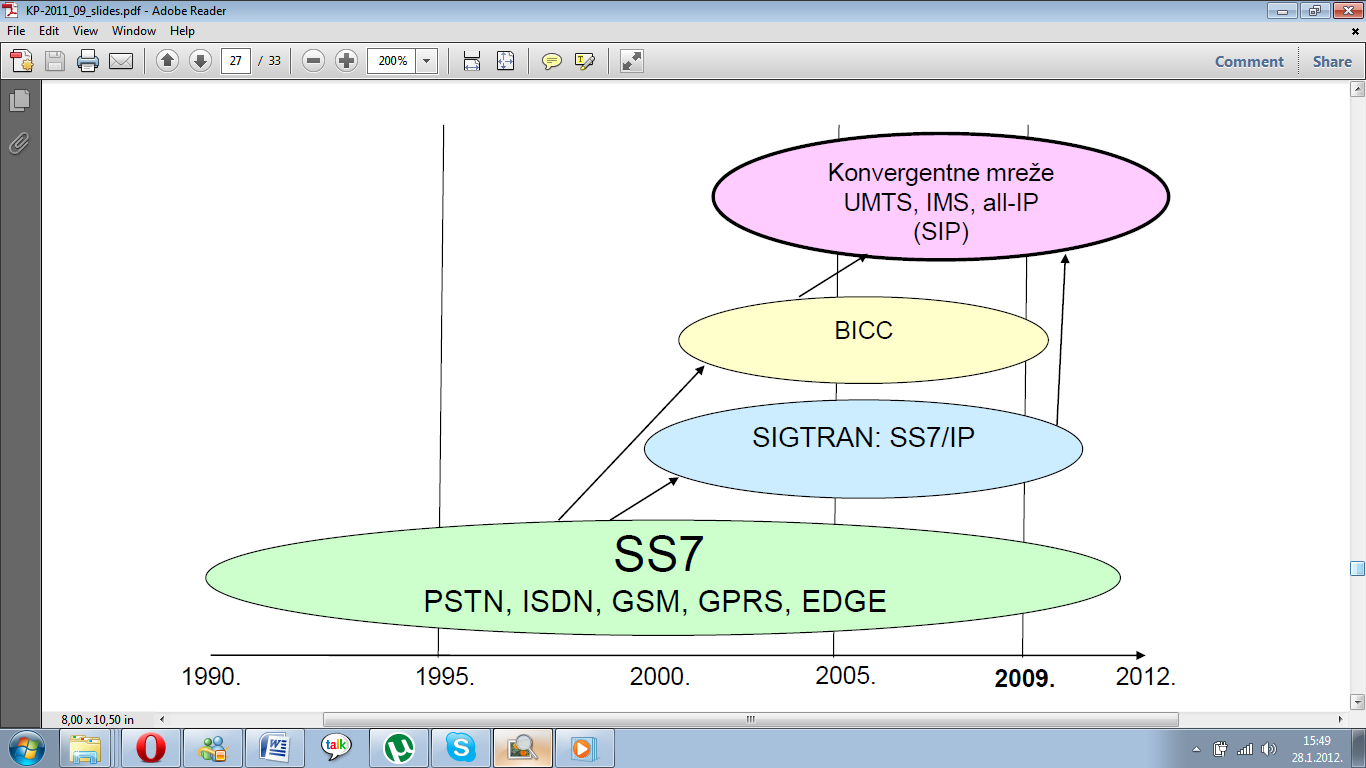 KP-2011_09_slides.pdf - Adobe Reader
File Edit View Window Help
27 / 33 200% Comment Share
Konvergentne mreže
UMTS, IMS, all-IP
(SIP)
BICC
SIGTRAN: SS7/IP
SS7
PSTN, ISDN, GSM, GPRS, EDGE
1990. 1995. 2000. 2005. 2009. 2012.
8,00 x 10,50 in
talk
15:49
28.1.2012.